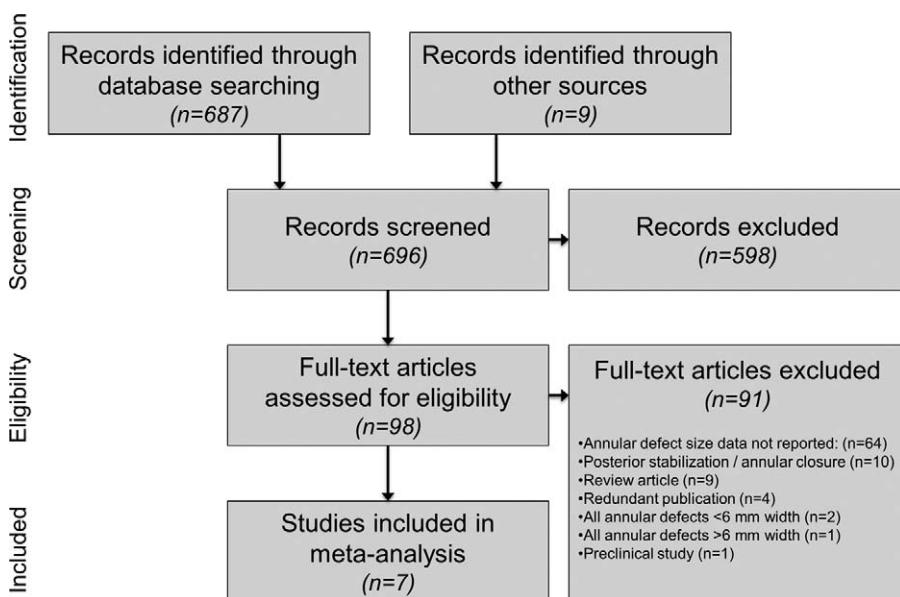 Identification
Records identified through
database searching
(n=687)
Records identified through
other sources
(n=9)
Screening
Records screened
(n=696)
Records excluded
(n=598)
Eligibility
Full-text articles
assessed for eligibility
(n=98)
Full-text articles excluded
(n=91)
•Annular defect size data not reported: (n=64)
•Posterior stabilization / annular closure (n=10)
•Review article (n=9)
•Redundant publication (n=4)
•All annular defects <6 mm width (n=2)
•All annular defects >6 mm width (n=1)
•Preclinical study (n=1)
Included
Studies included in
meta-analysis
(n=7)